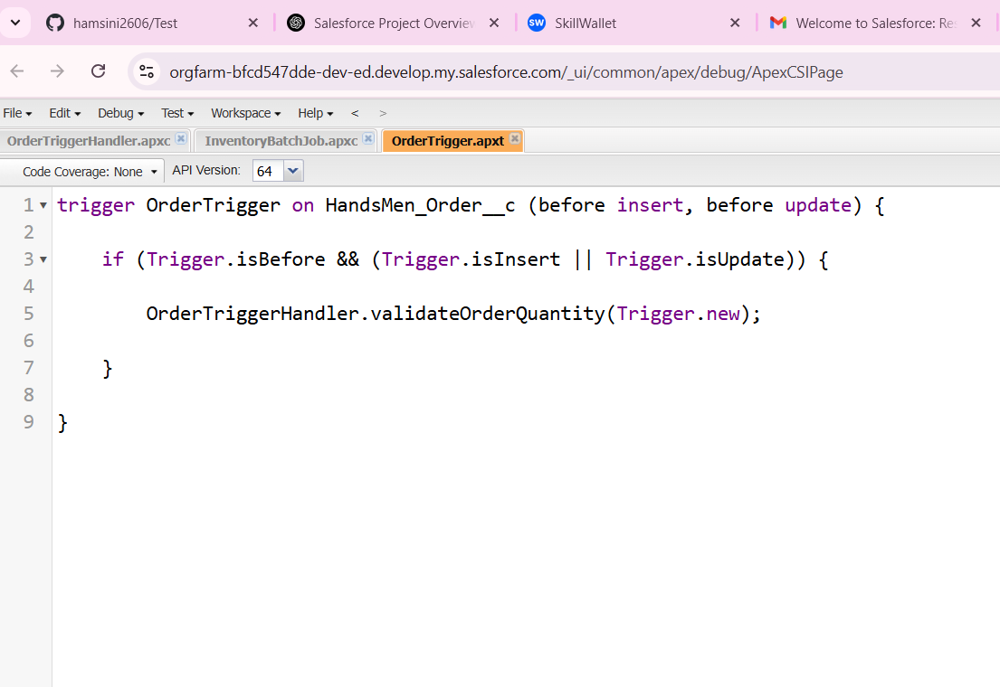 hamsini2606/Test
Salesforce Project Overview
SkillWallet
Welcome to Salesforce: Re
orgfarm-bfcd547dde-dev-ed.develop.my.salesforce.com/_ui/common/apex/debug/ApexCSIPage
File Edit Debug Test Workspace Help < >
OrderTriggerHandler.apxc InventoryBatchJob.apxc OrderTrigger.apxt
Code Coverage: None API Version: 64
1 trigger OrderTrigger on HandsMen_Order__c (before insert, before update) {
2
3 if (Trigger.isBefore && (Trigger.isInsert || Trigger.isUpdate)) {
4
5 OrderTriggerHandler.validateOrderQuantity(Trigger.new);
6
7 }
8
9 }